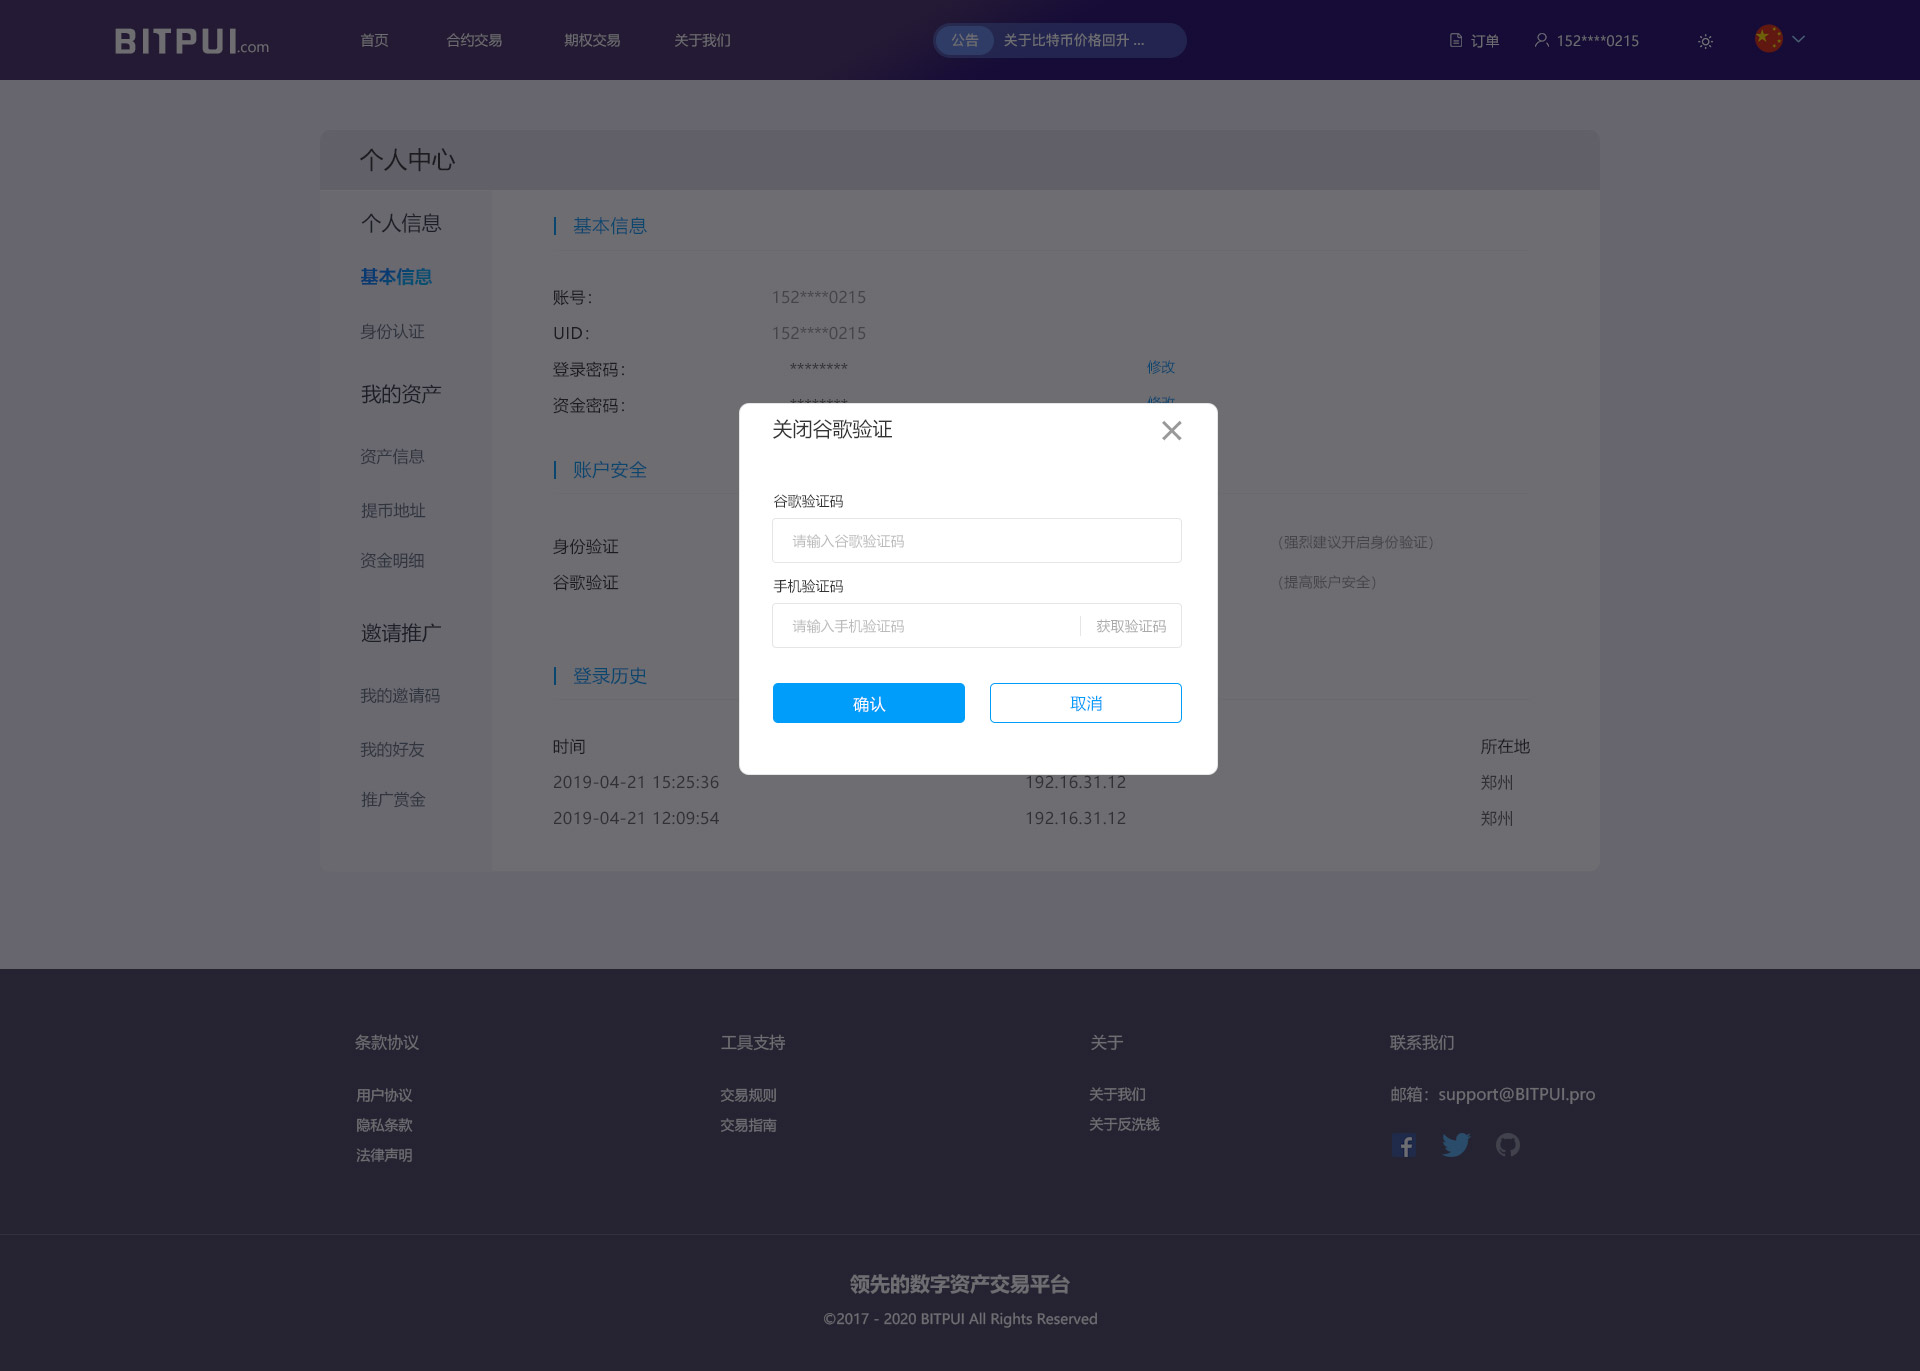 BITPUI.com 首页 合约交易 期权交易 关于我们 公告 关于比特币价格回升 ... 订单 152****0215
个人中心
个人信息
基本信息
身份认证
我的资产
资产信息
提币地址
资金明细
邀请推广
我的邀请码
我的好友
推广赏金
基本信息
账号： 152****0215
UID： 152****0215
登录密码： ******** 修改
资金密码： ******** 修改
账户安全
身份验证 （强烈建议开启身份验证）
谷歌验证 （提高账户安全）
登录历史
时间 所在地
2019-04-21 15:25:36 192.16.31.12 郑州
2019-04-21 12:09:54 192.16.31.12 郑州
关闭谷歌验证
谷歌验证码
请输入谷歌验证码
手机验证码
请输入手机验证码 获取验证码
确认 取消
条款协议
用户协议
隐私条款
法律声明
工具支持
交易规则
交易指南
关于
关于我们
关于反洗钱
联系我们
邮箱：support@BITPUI.pro
领先的数字资产交易平台
©2017 - 2020 BITPUI All Rights Reserved